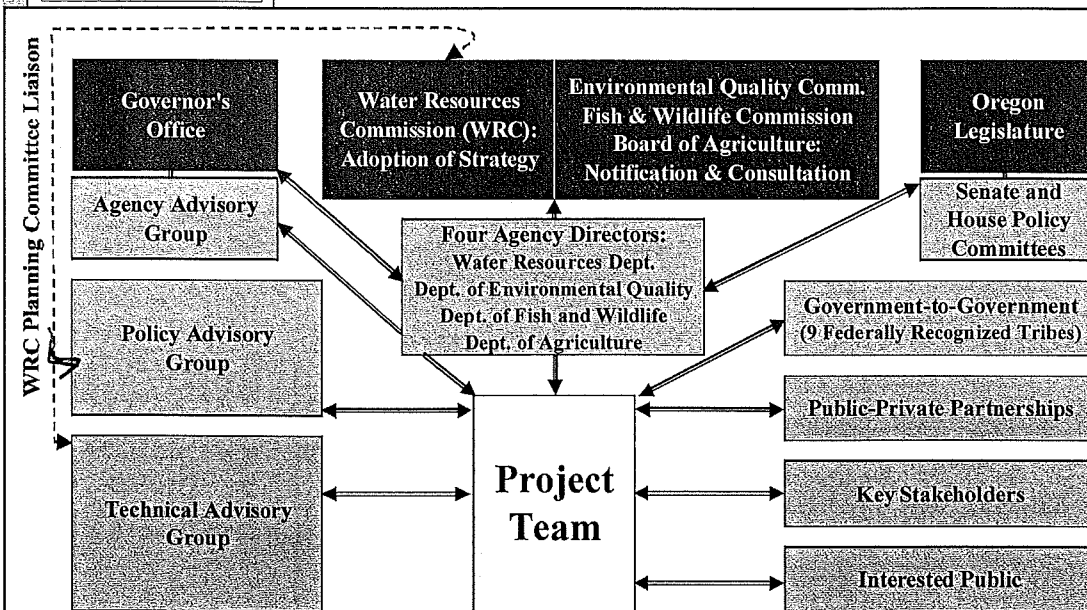 WRC Planning Committee Liaison
Governor's
Office
Water Resources
Commission (WRC):
Adoption of Strategy
Environmental Quality Comm.
Fish & Wildlife Commission
Board of Agriculture:
Notification & Consultation
Oregon
Legislature
Agency Advisory
Group
Four Agency Directors:
Water Resources Dept.
Dept. of Environmental Quality
Dept. of Fish and Wildlife
Dept. of Agriculture
Senate and
House Policy
Committees
Policy Advisory
Group
Government-to-Government
(9 Federally Recognized Tribes)
Public-Private Partnerships
Technical Advisory
Group
Project
Team
Key Stakeholders
Interested Public